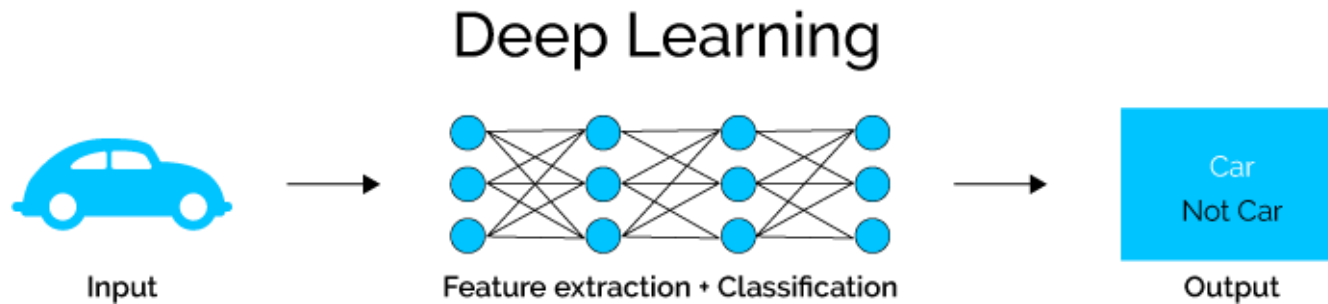 Deep Learning
Car
Not Car
Input
Feature extraction + Classification
Output